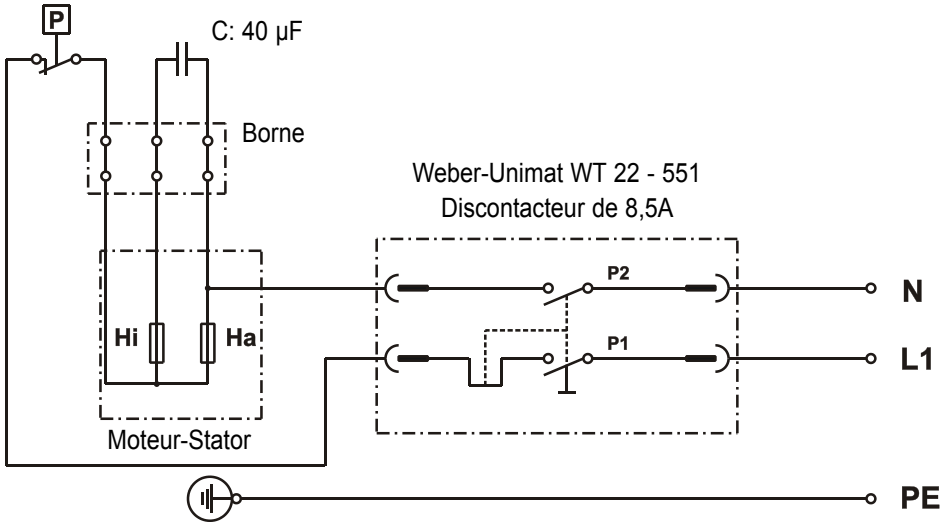 P
C: 40 µF
Borne
Weber-Unimat WT 22 - 551
Discontacteur de 8,5A
P2
N
Hi
Ha
P1
L1
Moteur-Stator
PE